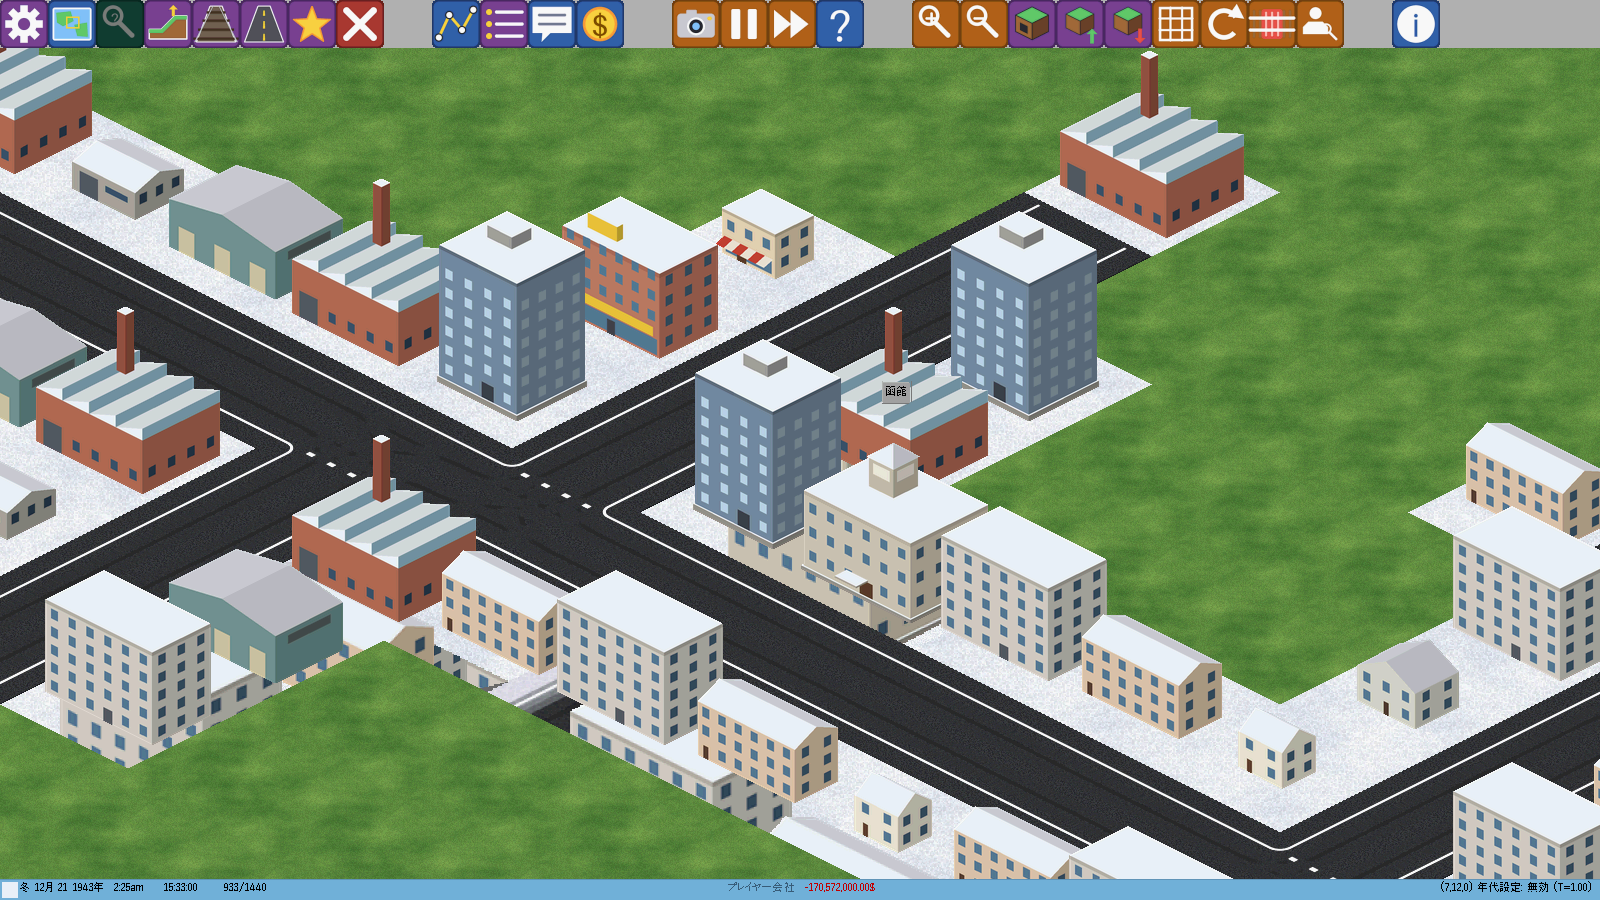 函館
冬 12月 21 1943年 2:25am 15:33:00 933/1440 プレイヤー会社 -170,572,000.00$ (7,12,0) 年代設定: 無効 (T=1.00)